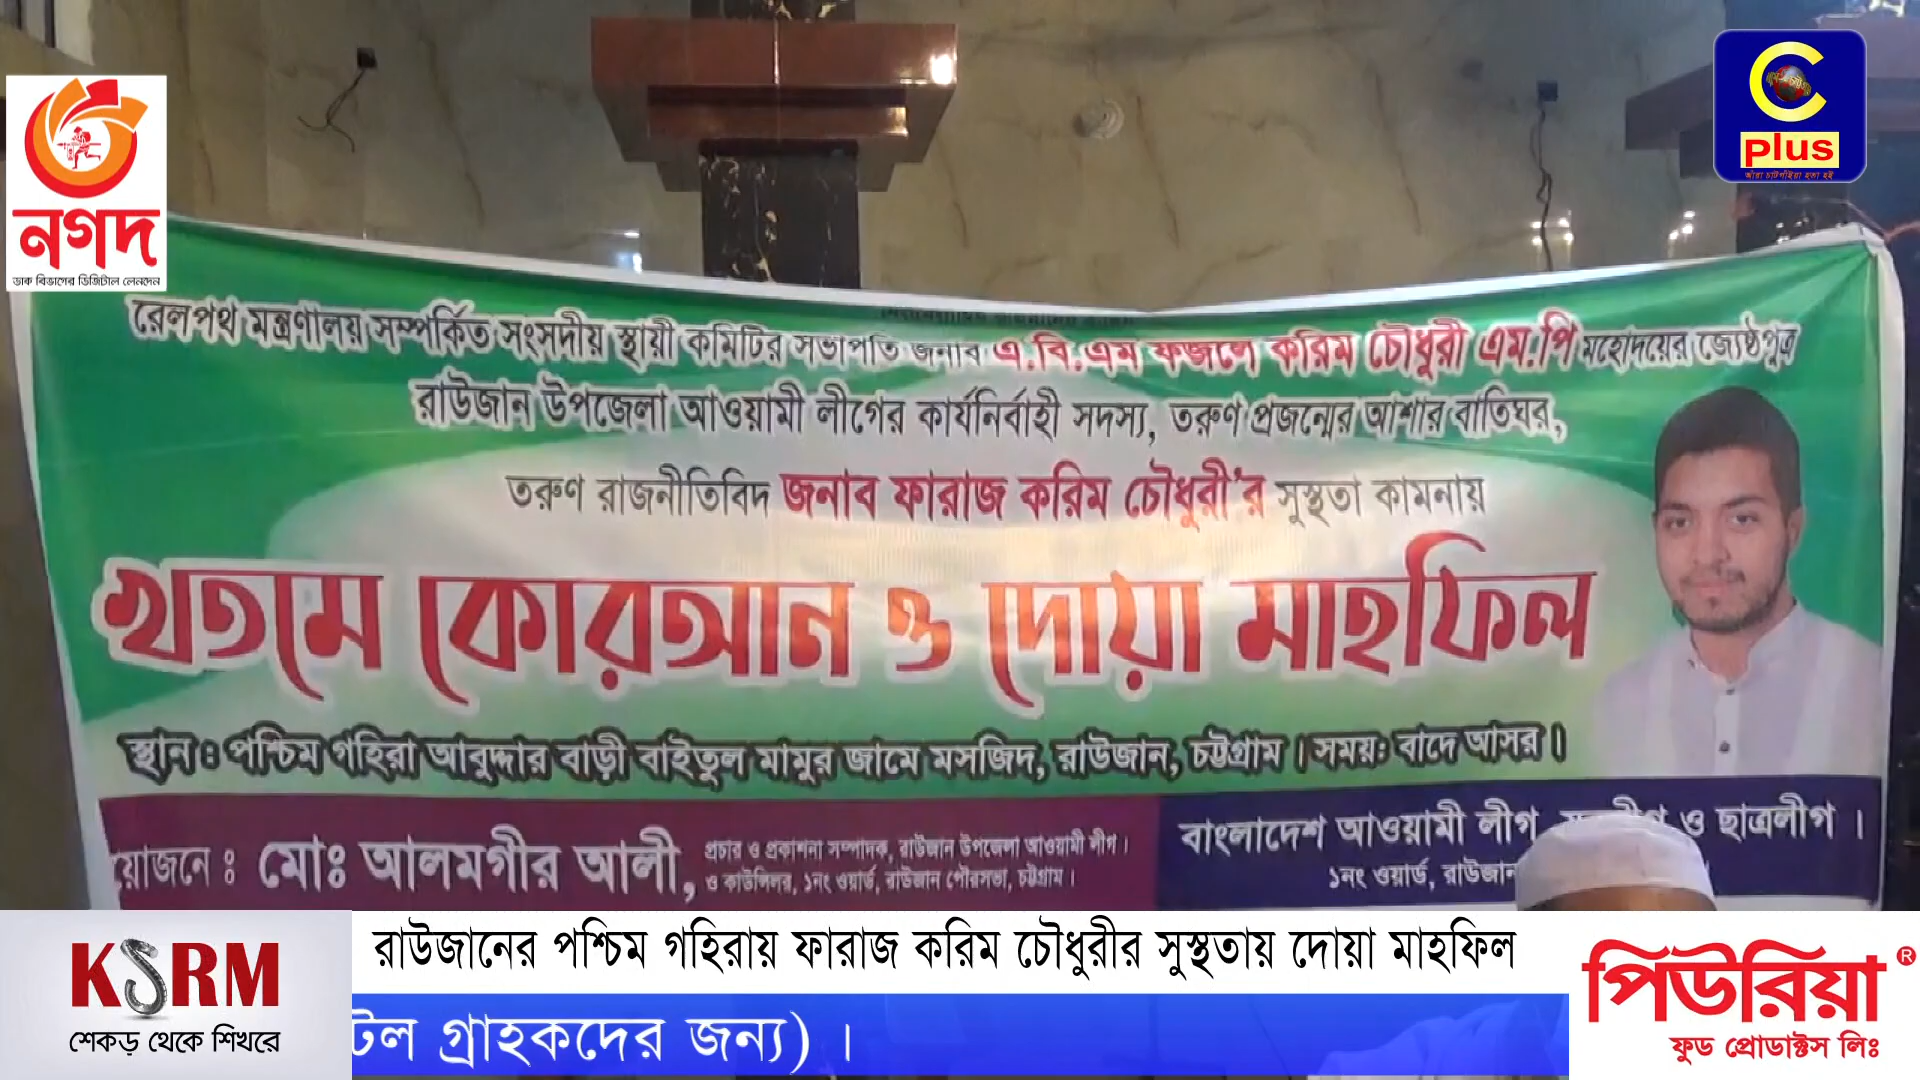 নগদ
ডাক বিভাগের ডিজিটাল লেনদেন
C
plus
আঁরা চাটগাঁইয়া হতা হই
রেলপথ মন্ত্রণালয় সম্পর্কিত সংসদীয় স্থায়ী কমিটির সভাপতি জনাব এ.বি.এম ফজলে করিম চৌধুরী এম.পি মহোদয়ের জ্যেষ্ঠপুত্র
রাউজান উপজেলা আওয়ামী লীগের কার্যনির্বাহী সদস্য, তরুণ প্রজন্মের আশার বাতিঘর,
তরুণ রাজনীতিবিদ জনাব ফারাজ করিম চৌধুরী'র সুস্থতা কামনায়
খতমে কোরআন ও দোয়া মাহফিল
স্থান : পশ্চিম গহিরা আবুদ্দার বাড়ী বাইতুল মামুর জামে মসজিদ, রাউজান, চট্টগ্রাম । সময়: বাদে আসর ।
য়োজনে : মোঃ আলমগীর আলী,
প্রচার ও প্রকাশনা সম্পাদক, রাউজান উপজেলা আওয়ামী লীগ ।
ও কাউন্সিলর, ১নং ওয়ার্ড, রাউজান পৌরসভা, চট্টগ্রাম ।
বাংলাদেশ আওয়ামী লীগ, ও ছাত্রলীগ ।
১নং ওয়ার্ড, রাউজান
KSRM
শেকড় থেকে শিখরে
রাউজানের পশ্চিম গহিরায় ফারাজ করিম চৌধুরীর সুস্থতায় দোয়া মাহফিল
টল গ্রাহকদের জন্য) ।
পিউরিয়া ®
ফুড প্রোডাক্টস লিঃ